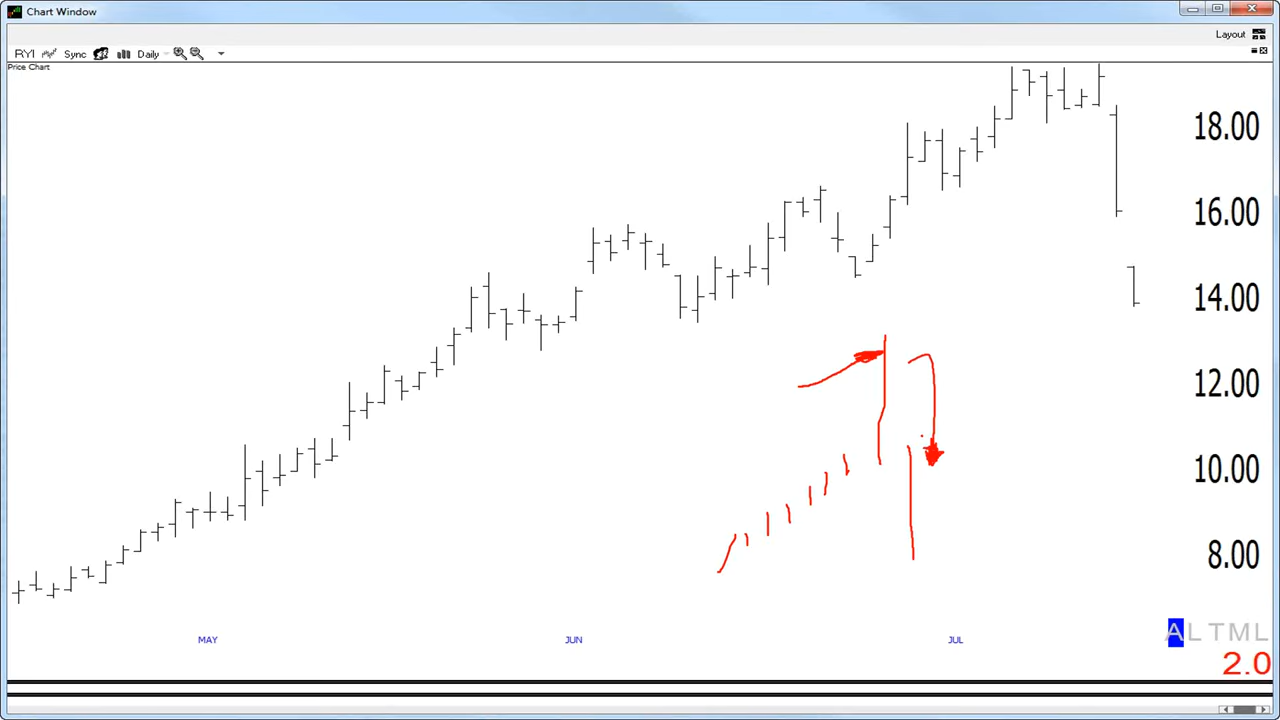 Chart Window
Layout
RYI Sync Daily
Price Chart
18.00
16.00
14.00
12.00
10.00
8.00
MAY JUN JUL
ALTML
2.0